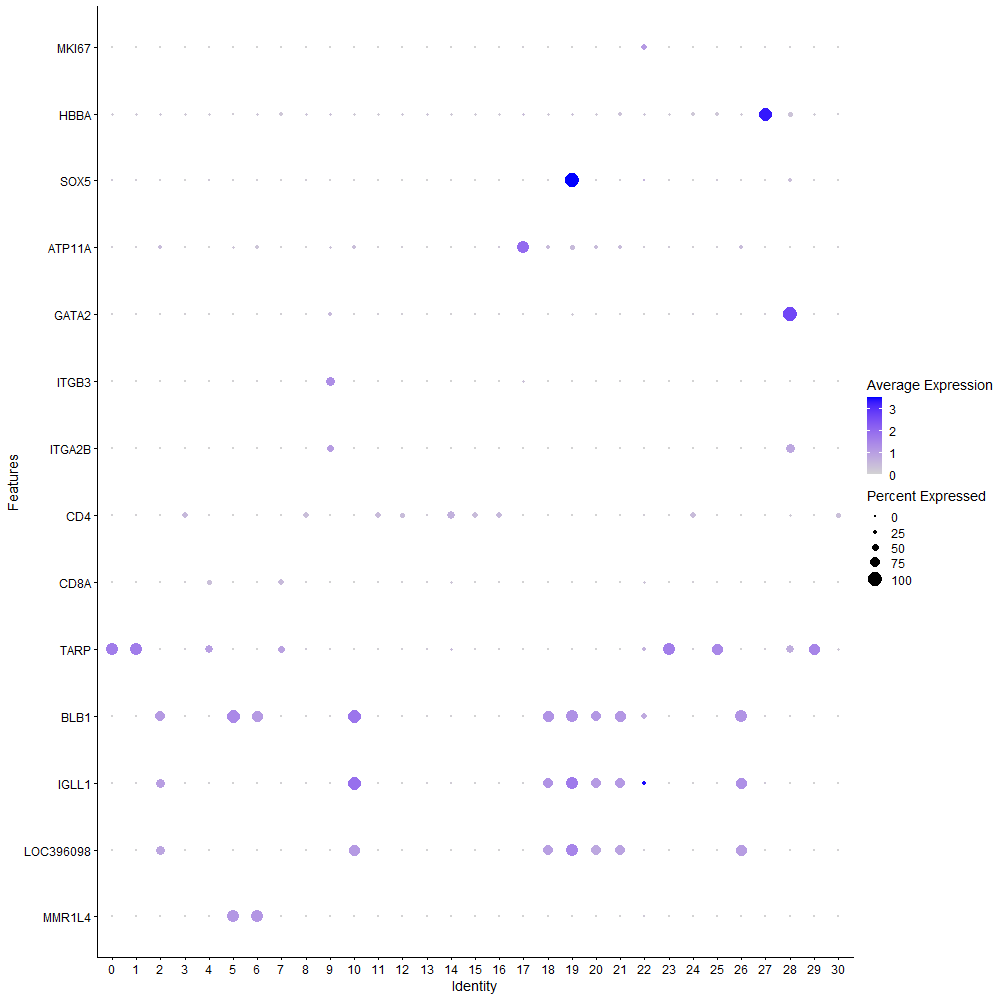 MKI67
HBBA
SOX5
ATP11A
GATA2
ITGB3
ITGA2B
CD4
CD8A
TARP
BLB1
IGLL1
LOC396098
MMR1L4
Features
0 1 2 3 4 5 6 7 8 9 10 11 12 13 14 15 16 17 18 19 20 21 22 23 24 25 26 27 28 29 30
Identity
Average Expression
3
2
1
0
Percent Expressed
0
25
50
75
100